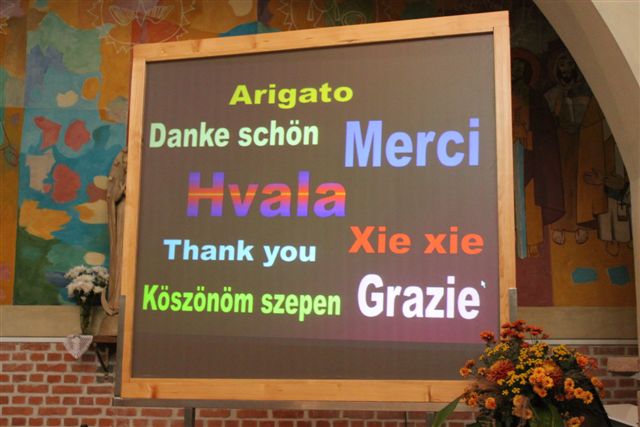 Arigato
Danke schön
Merci
Hvala
Thank you
Xie xie
Köszönöm szepen
Grazie